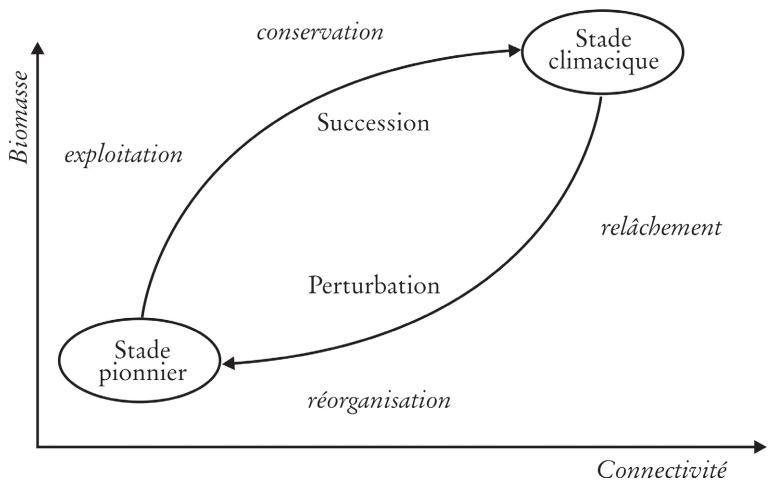 conservation
Stade
climacique
Biomasse
Succession
exploitation
relâchement
Perturbation
Stade
pionnier
réorganisation
Connectivité